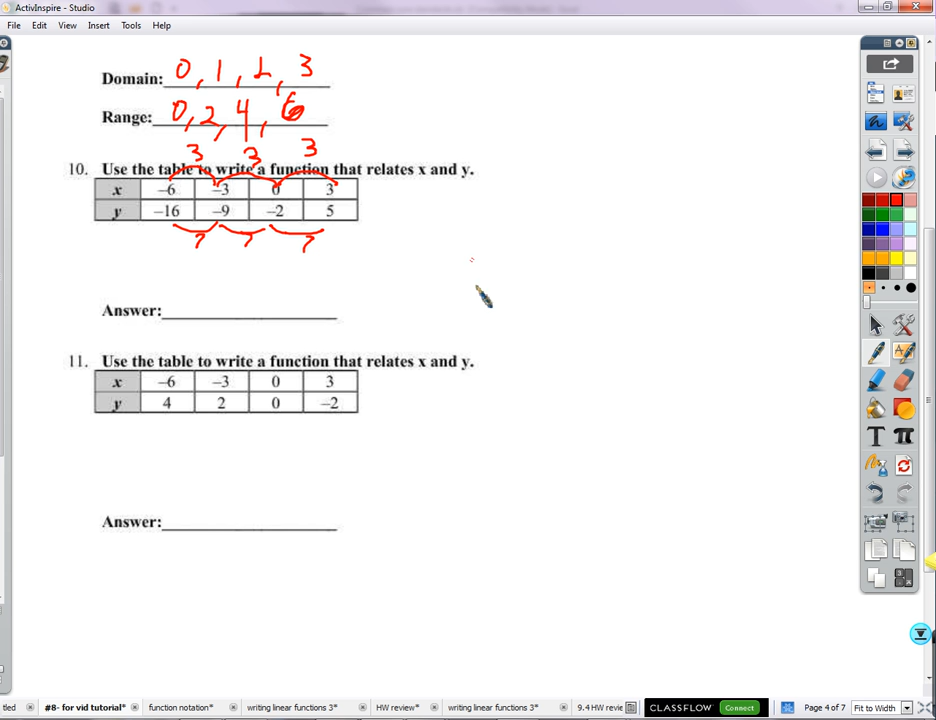 ActivInspire - Studio
File Edit View Insert Tools Help
Domain: 0, 1, 2, 3
Range: 0, 2, 4, 6
3 3 3
10. Use the table to write a function that relates x and y.
x –6 –3 0 3
y –16 –9 –2 5
7 7 7
Answer:
11. Use the table to write a function that relates x and y.
x –6 –3 0 3
y 4 2 0 –2
Answer:
tled #8- for vid tutorial* function notation* writing linear functions 3* HW review* writing linear functions 3* 9.4 HW revie CLASSFLOW Connect Page 4 of 7 Fit to Width